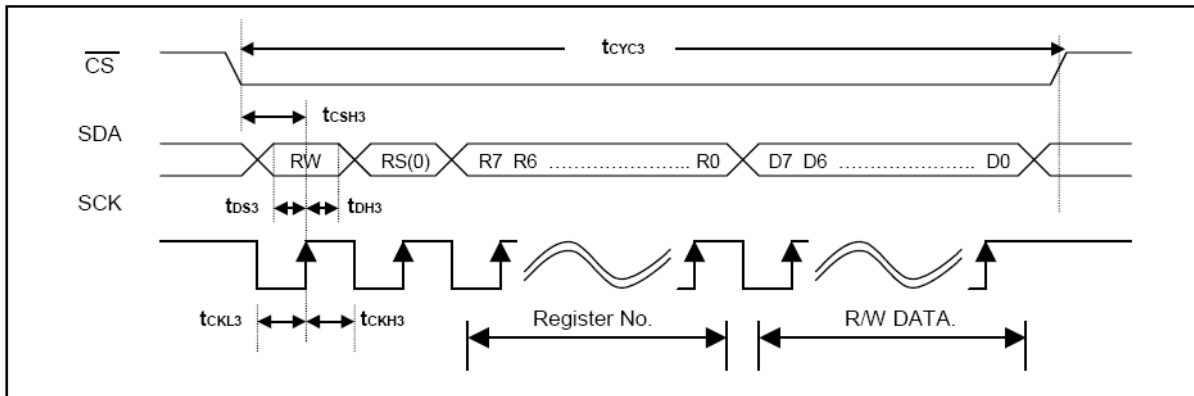 tCYC3
CS
tCSH3
SDA
RW RS(0) R7 R6 ........................ R0 D7 D6 ........................ D0
SCK
tDS3 tDH3
tCKL3 tCKH3 Register No. R/W DATA.